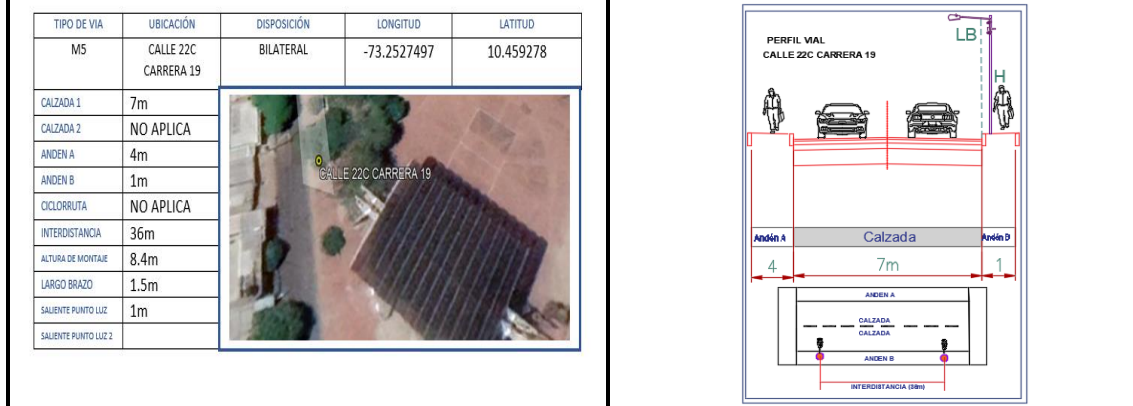 TIPO DE VIA UBICACIÓN DISPOSICIÓN LONGITUD LATITUD
M5 CALLE 22C CARRERA 19 BILATERAL -73.2527497 10.459278
CALZADA 1 7m
CALZADA 2 NO APLICA
ANDEN A 4m
ANDEN B 1m
CICLORRUTA NO APLICA
INTERDISTANCIA 36m
ALTURA DE MONTAJE 8.4m
LARGO BRAZO 1.5m
SALIENTE PUNTO LUZ 1m
SALIENTE PUNTO LUZ 2
CALLE 22C CARRERA 19
PERFIL VIAL
CALLE 22C CARRERA 19
LB
H
Andén A Calzada Andén B
4 7m 1
ANDEN A
CALZADA
CALZADA
ANDEN B
INTERDISTANCIA (36m)